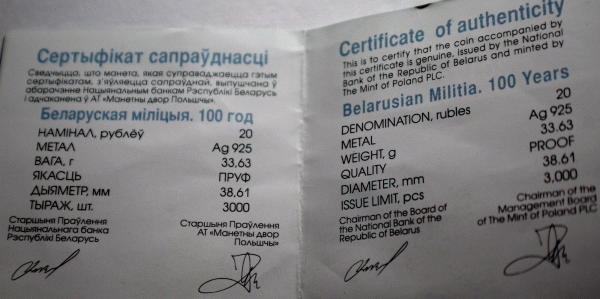 Сертыфікат сапраўднасці
Сведчыцца, што манета, якая суправаджаецца гэтым
сертыфікатам, з'яўляецца сапраўднай, выпушчана ў
абарачэнне Нацыянальным банкам Рэспублікі Беларусь
і адчаканена ў АТ «Манетны двор Польшчы».
Беларуская міліцыя. 100 год
НАМІНАЛ, рублёў 20
МЕТАЛ Ag 925
ВАГА, г 33,63
ЯКАСЦЬ ПРУФ
ДЫЯМЕТР, мм 38,61
ТЫРАЖ, шт. 3000
Старшыня Праўлення
Нацыянальнага банка
Рэспублікі Беларусь
Старшыня Праўлення
АТ «Манетны двор
Польшчы»
Certificate of authenticity
This is to certify that the coin accompanied by
this certificate is genuine, issued by the National
Bank of the Republic of Belarus and minted by
The Mint of Poland PLC.
Belarusian Militia. 100 Years
DENOMINATION, rubles 20
METAL Ag 925
WEIGHT, g 33.63
QUALITY PROOF
DIAMETER, mm 38.61
ISSUE LIMIT, pcs 3,000
Chairman of the Board of
the National Bank of the
Republic of Belarus
Chairman of the
Management Board
of The Mint of Poland PLC